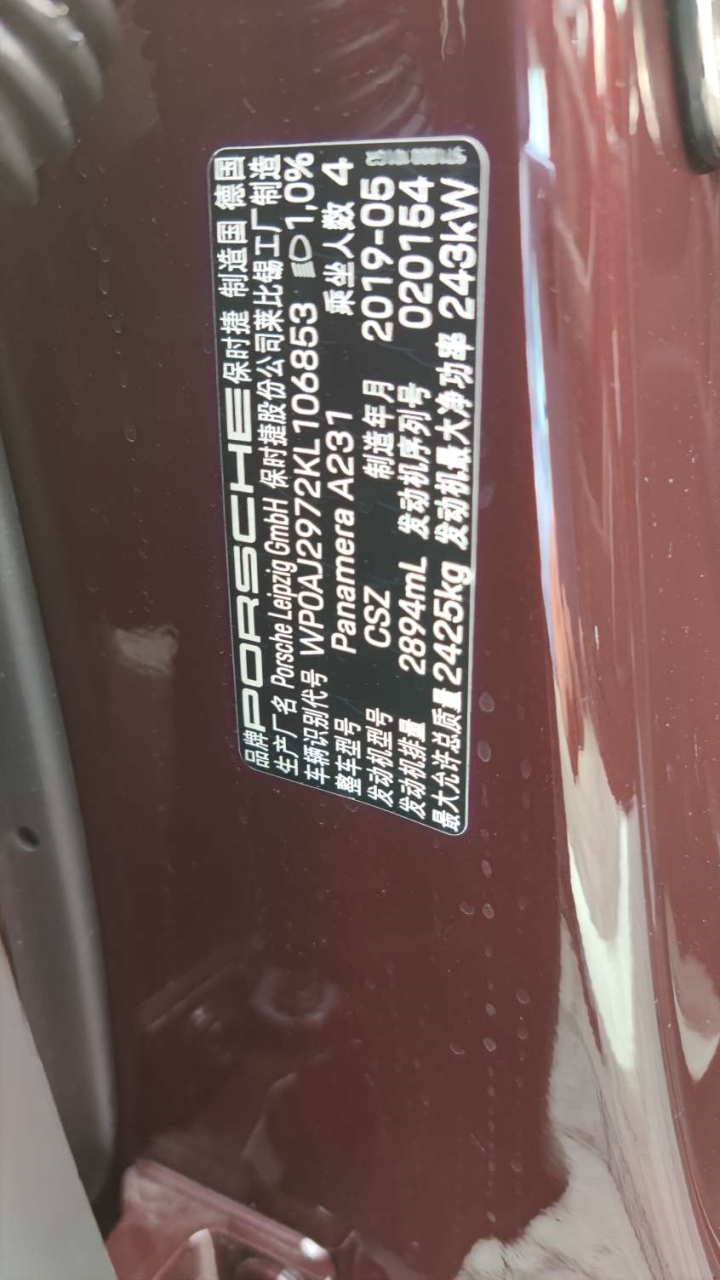 品牌 PORSCHE 保时捷 制造国 德国
生产厂名 Porsche Leipzig GmbH 保时捷股份公司莱比锡工厂制造
车辆识别代号 WP0AJ2972KL106853 1,0%
整车型号 Panamera A231 乘坐人数 4
发动机型号 CSZ 制造年月 2019-05
发动机排量 2894mL 发动机序列号 020154
最大允许总质量 2425kg 发动机最大净功率 243kW